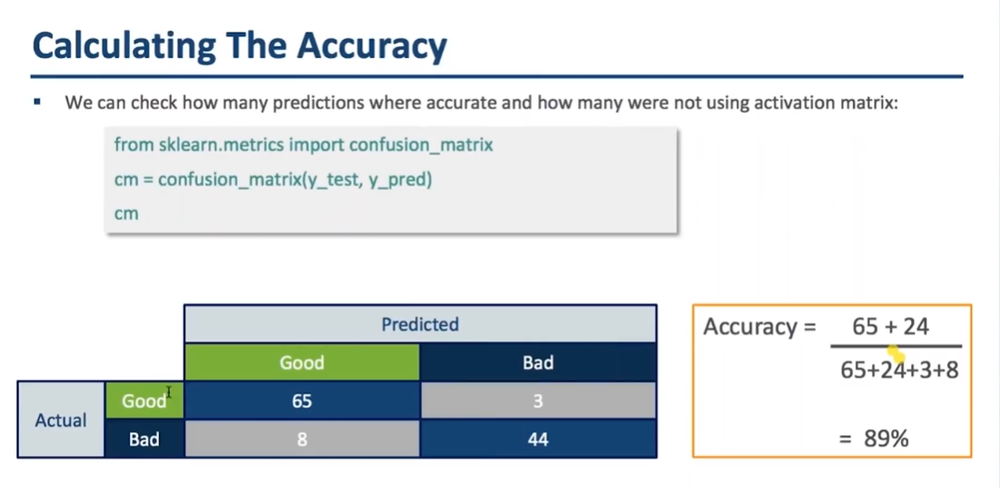 Calculating The Accuracy
▪ We can check how many predictions where accurate and how many were not using activation matrix:
from sklearn.metrics import confusion_matrix
cm = confusion_matrix(y_test, y_pred)
cm
Predicted
Good Bad
Actual Good 65 3
Bad 8 44
Accuracy = 65 + 24
65+24+3+8
= 89%